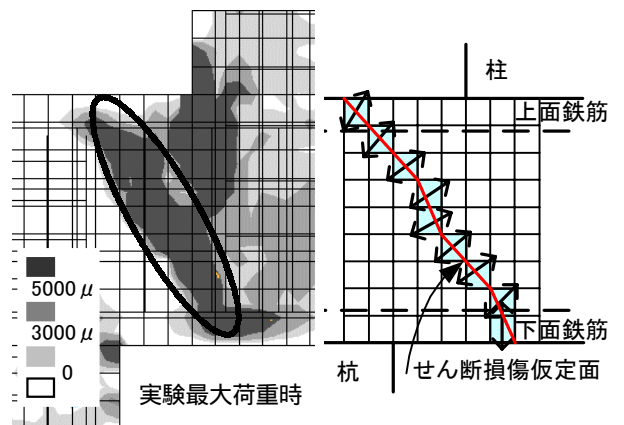 5000 μ
3000 μ
0
実験最大荷重時
柱
上面鉄筋
下面鉄筋
杭
せん断損傷仮定面